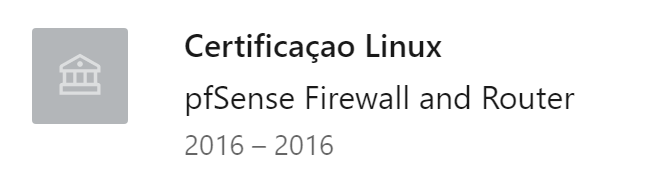 Certificaçao Linux
pfSense Firewall and Router
2016 – 2016